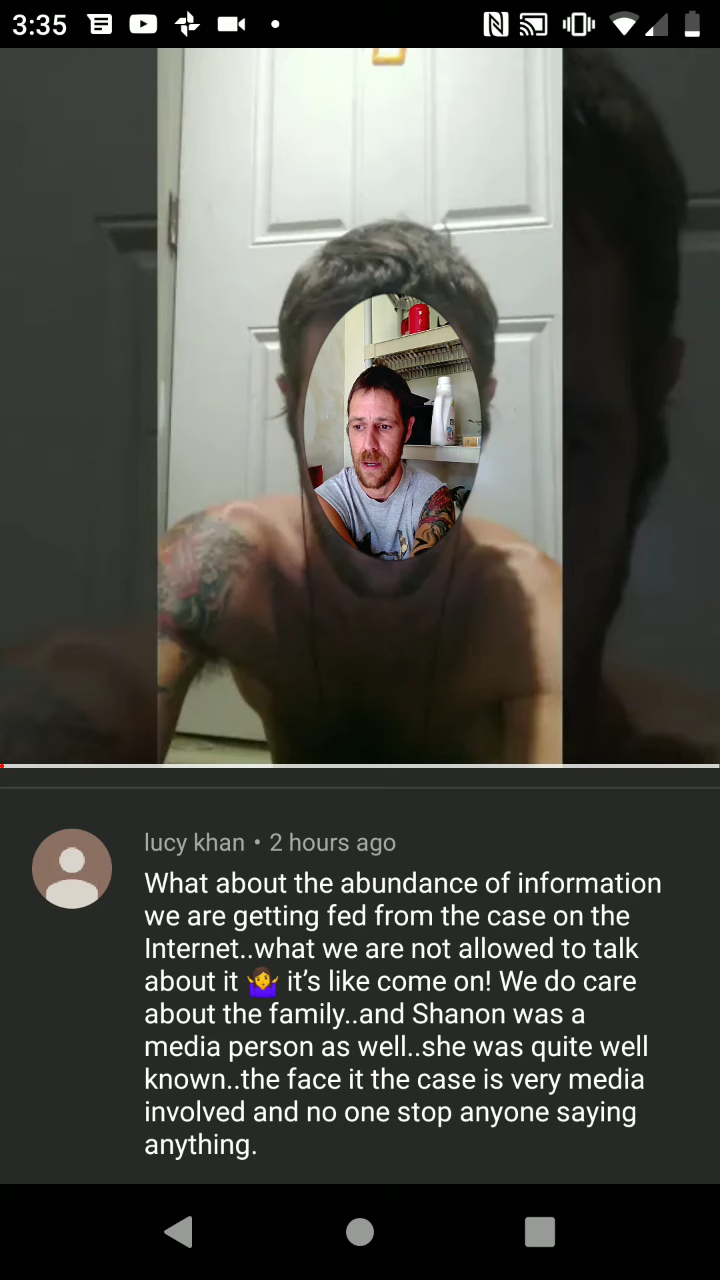 3:35
lucy khan • 2 hours ago
What about the abundance of information
we are getting fed from the case on the
Internet..what we are not allowed to talk
about it 🤷‍♀️ it’s like come on! We do care
about the family..and Shanon was a
media person as well..she was quite well
known..the face it the case is very media
involved and no one stop anyone saying
anything.